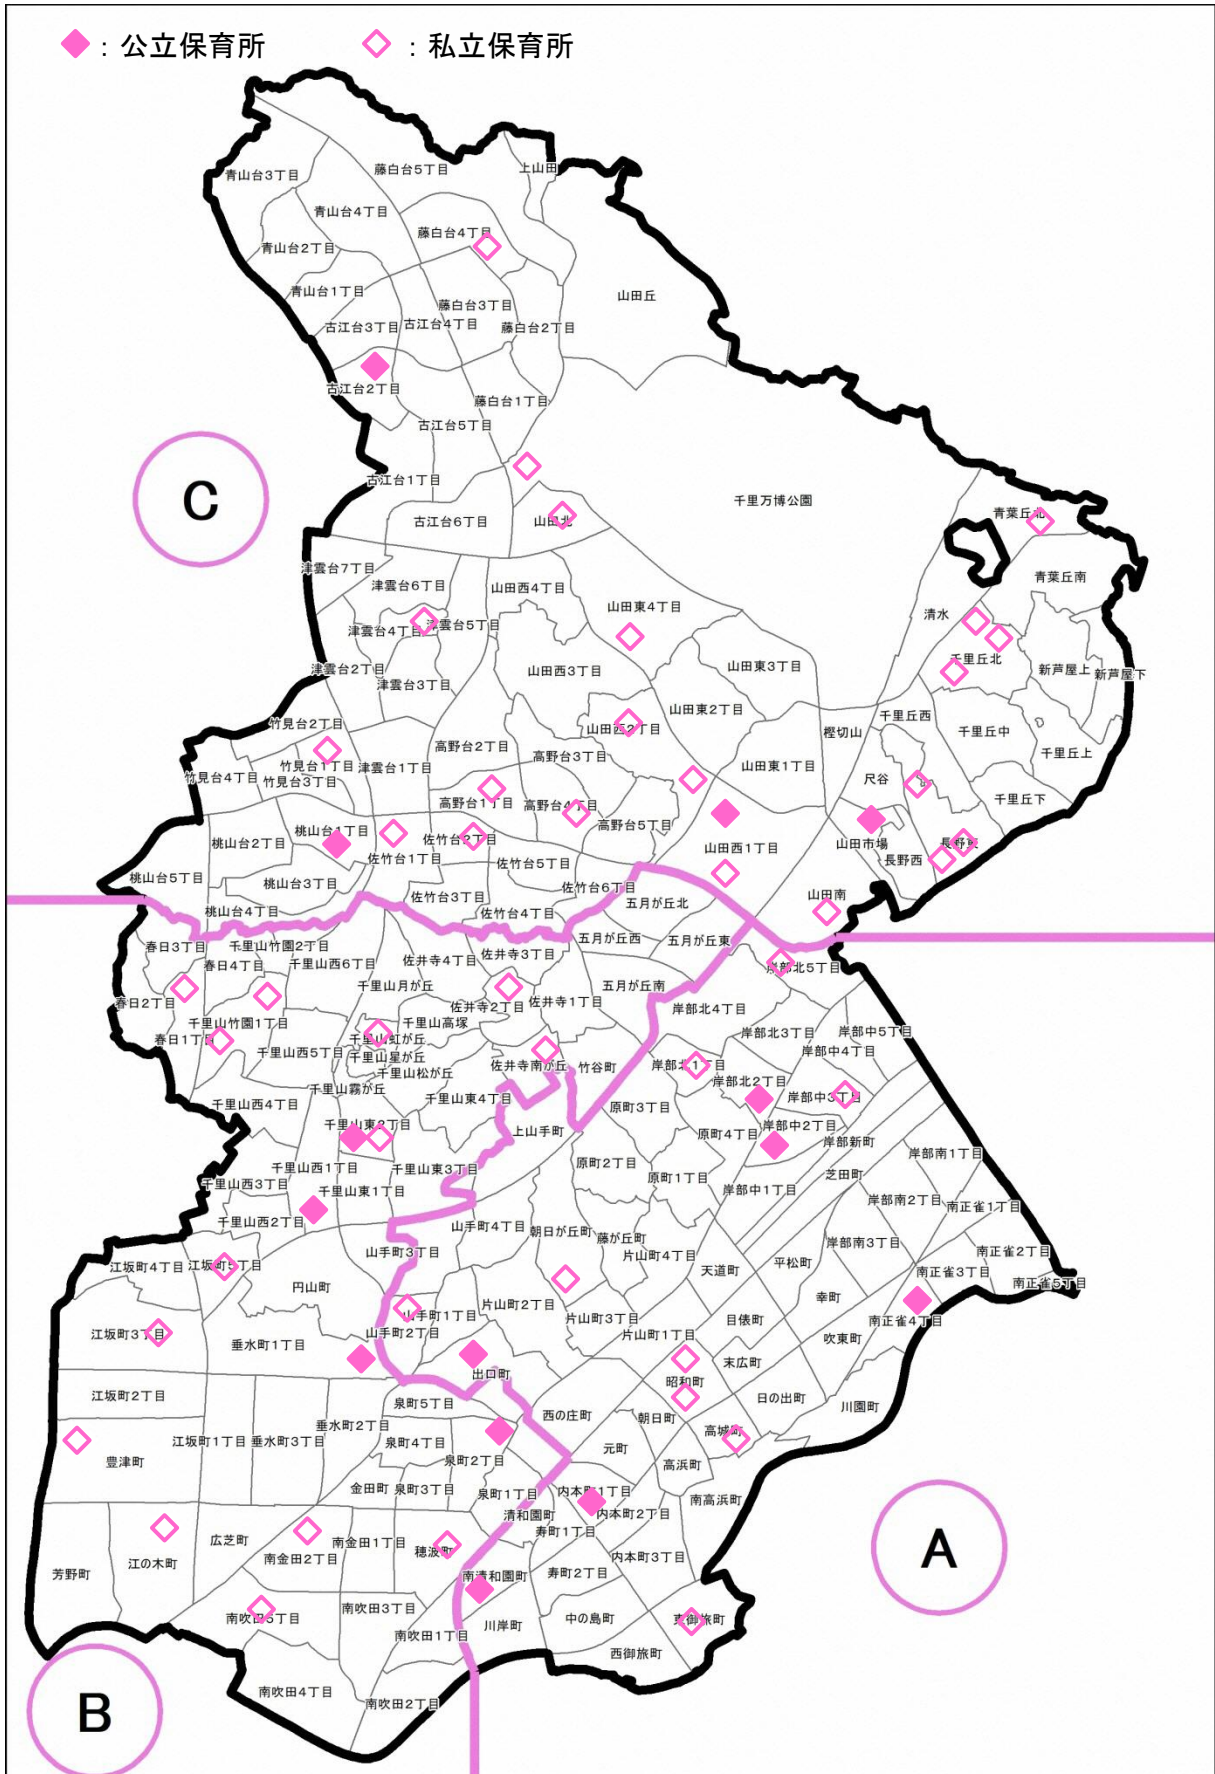 ◆：公立保育所　◇：私立保育所
青山台3丁目
藤白台5丁目
上山田
青山台4丁目
藤白台4丁目
青山台2丁目
青山台1丁目
山田丘
藤白台3丁目
古江台3丁目
古江台4丁目
藤白台2丁目
古江台2丁目
藤白台1丁目
古江台5丁目
C
古江台1丁目
千里万博公園
青葉丘北
古江台6丁目
山田北
津雲台7丁目
津雲台6丁目
山田西4丁目
青葉丘南
山田東4丁目
清水
津雲台4丁目
津雲台5丁目
千里丘北
津雲台2丁目
山田西3丁目
山田東3丁目
新芦屋上
新芦屋下
津雲台3丁目
山田東2丁目
千里丘西
竹見台2丁目
山田西2丁目
樫切山
千里丘中
高野台2丁目
高野台3丁目
千里丘上
竹見台1丁目
津雲台1丁目
山田東1丁目
竹見台4丁目
竹見台3丁目
尺谷
千里丘下
高野台1丁目
高野台4丁目
高野台5丁目
桃山台1丁目
桃山台2丁目
佐竹台2丁目
山田西1丁目
山田市場
長野東
佐竹台1丁目
佐竹台5丁目
長野西
桃山台5丁目
桃山台3丁目
佐竹台3丁目
佐竹台6丁目
山田南
桃山台4丁目
佐竹台4丁目
五月が丘北
春日3丁目
千里山竹園2丁目
五月が丘西
五月が丘東
春日4丁目
千里山西6丁目
佐井寺4丁目
佐井寺3丁目
岸部北5丁目
千里山月が丘
五月が丘南
春日2丁目
佐井寺2丁目
佐井寺1丁目
岸部北4丁目
千里山竹園1丁目
千里山高塚
岸部北3丁目
岸部中5丁目
春日1丁目
千里山虹が丘
千里山西5丁目
千里山星が丘
岸部中4丁目
千里山松が丘
佐井寺南が丘
竹谷町
岸部北1丁目
岸部北2丁目
千里山霧が丘
岸部中3丁目
千里山西4丁目
千里山東4丁目
原町3丁目
千里山東2丁目
上山手町
原町4丁目
岸部中2丁目
岸部新町
岸部南1丁目
千里山西1丁目
千里山東3丁目
原町2丁目
芝田町
千里山西3丁目
千里山東1丁目
原町1丁目
岸部中1丁目
岸部南2丁目
南正雀1丁目
千里山西2丁目
山手町4丁目
朝日が丘町
藤が丘町
岸部南3丁目
南正雀2丁目
江坂町4丁目
江坂町5丁目
山手町3丁目
片山町4丁目
天道町
平松町
南正雀3丁目
南正雀5丁目
円山町
片山町2丁目
幸町
山手町1丁目
片山町3丁目
日俵町
南正雀4丁目
江坂町3丁目
垂水町1丁目
山手町2丁目
片山町1丁目
吹東町
末広町
出口町
昭和町
江坂町2丁目
泉町5丁目
日の出町
川園町
西の庄町
朝日町
江坂町1丁目
垂水町3丁目
垂水町2丁目
泉町4丁目
高城町
元町
豊津町
泉町2丁目
高浜町
金田町
泉町3丁目
泉町1丁目
内本町1丁目
南高浜町
清和園町
内本町2丁目
A
広芝町
南金田1丁目
穂波町
寿町1丁目
江の木町
南金田2丁目
内本町3丁目
芳野町
南清和園町
寿町2丁目
南吹田5丁目
南吹田3丁目
中の島町
東御旅町
南吹田1丁目
川岸町
西御旅町
南吹田4丁目
南吹田2丁目
B